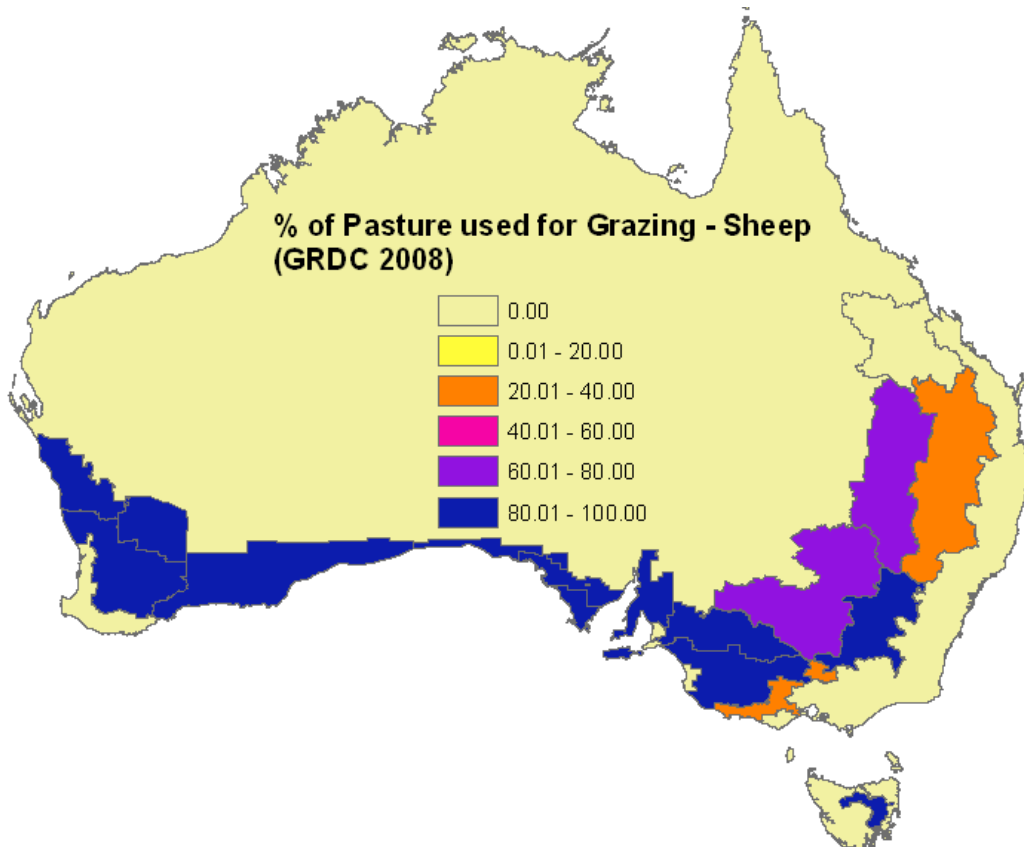 % of Pasture used for Grazing - Sheep
(GRDC 2008)
0.00
0.01 - 20.00
20.01 - 40.00
40.01 - 60.00
60.01 - 80.00
80.01 - 100.00